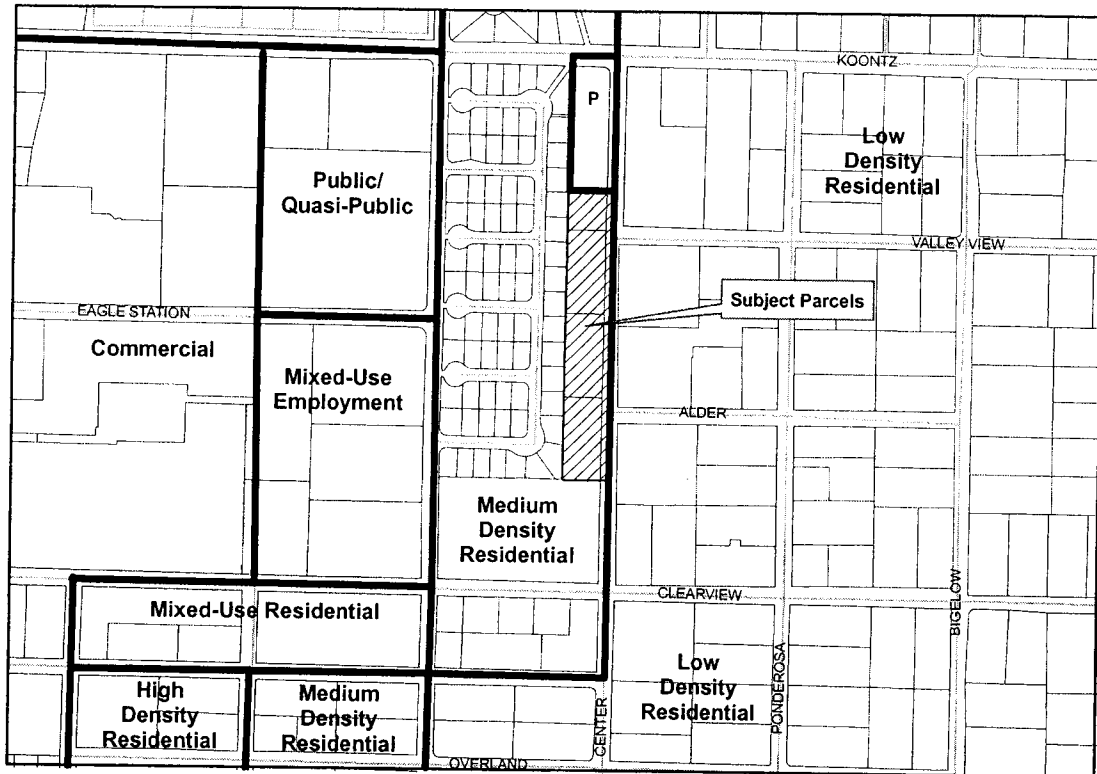 KOONTZ
P
Low
Density
Residential
Public/
Quasi-Public
VALLEY VIEW
Subject Parcels
EAGLE STATION
Commercial
Mixed-Use
Employment
ALDER
Medium
Density
Residential
CLEARVIEW
BIGELOW
Mixed-Use Residential
Low
Density
Residential
PONDEROSA
High
Density
Residential
Medium
Density
Residential
CENTER
OVERLAND